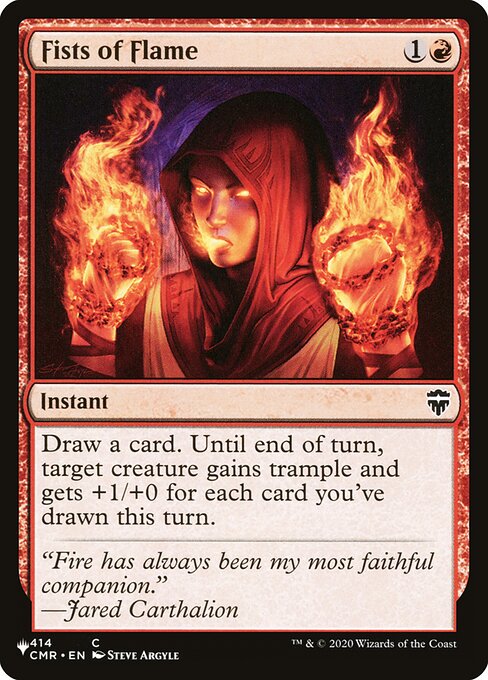 Fists of Flame 1
Instant
Draw a card. Until end of turn,
target creature gains trample and
gets +1/+0 for each card you’ve
drawn this turn.
“Fire has always been my most faithful
companion.”
—Jared Carthalion
414 C
CMR • EN STEVE ARGYLE
™ & © 2020 Wizards of the Coast